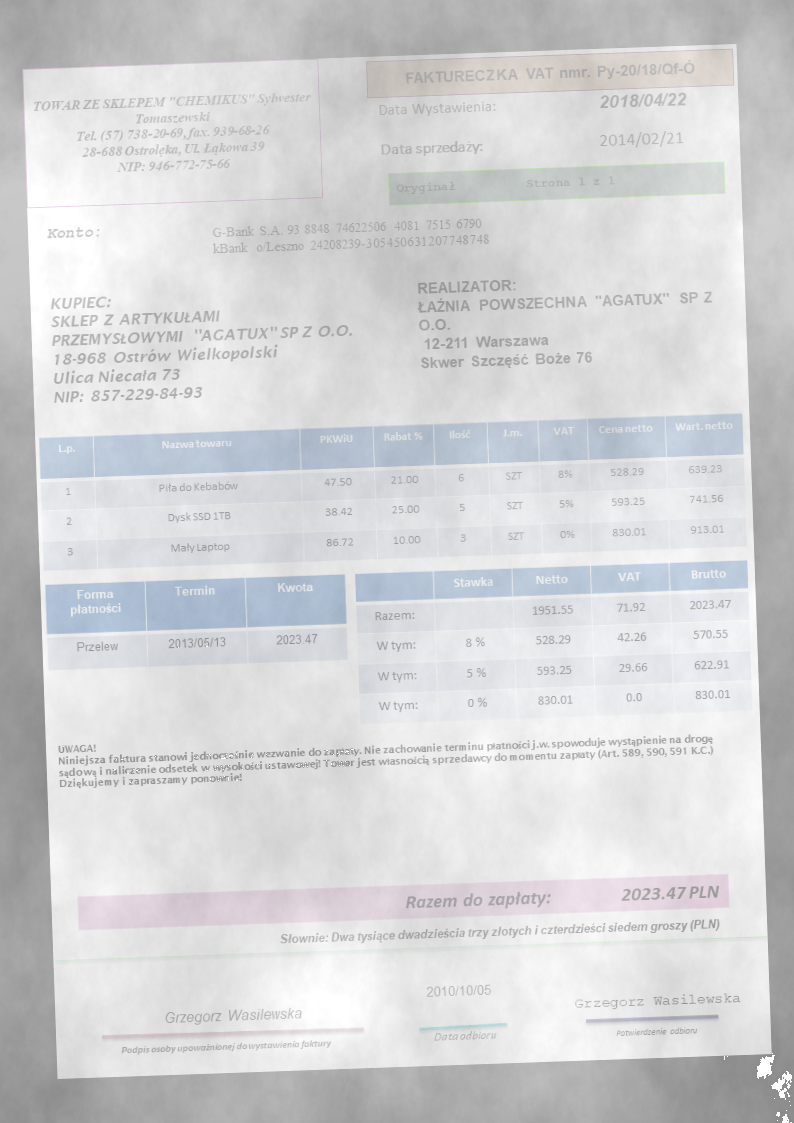 TOWAR ZE SKLEPEM "CHEMIKUS" Sylwester
Tomaszewski
Tel. (57) 738-20-69, fax. 939-68-26
28-688 Ostrołęka, Ul. Łąkowa 39
NIP: 946-772-75-66
FAKTURECZKA VAT nmr. Py-20/18/Qf-O
Data Wystawienia: 2018/04/22
Data sprzedaży: 2014/02/21
Oryginał Strona 1 z 1
Konto: G-Bank S.A. 93 8848 74622506 4081 7515 6790
kBank o/Leszno 24208239-305450631207748748
KUPIEC:
SKLEP Z ARTYKUŁAMI
PRZEMYSŁOWYMI "AGATUX" SP Z O.O.
18-968 Ostrów Wielkopolski
Ulica Niecała 73
NIP: 857-229-84-93
REALIZATOR:
ŁAŹNIA POWSZECHNA "AGATUX" SP Z
O.O.
12-211 Warszawa
Skwer Szczęść Boże 76
L.p. Nazwa towaru PKWiU Rabat % Ilość J.m. VAT Cena netto Wart. netto
1 Piła do Kebabów 47.50 21.00 6 SZT 8% 528.29 639.23
2 Dysk SSD 1TB 38.42 25.00 5 SZT 5% 593.25 741.56
3 Mały Laptop 86.72 10.00 3 SZT 0% 830.01 913.01
Forma płatności Termin Kwota
Przelew 2013/05/13 2023.47
Stawka Netto VAT Brutto
Razem: 1951.55 71.92 2023.47
W tym: 8 % 528.29 42.26 570.55
W tym: 5 % 593.25 29.66 622.91
W tym: 0 % 830.01 0.0 830.01
UWAGA!
Niniejsza faktura stanowi jednocześnie wezwanie do zapłaty. Nie zachowanie terminu płatności j.w. spowoduje wystąpienie na drogę
sądową i naliczenie odsetek w wysokości ustawowej! Towar jest własnością sprzedawcy do momentu zapłaty (Art. 589, 590, 591 K.C.)
Dziękujemy i zapraszamy ponownie!
Razem do zapłaty: 2023.47 PLN
Słownie: Dwa tysiące dwadzieścia trzy złotych i czterdzieści siedem groszy (PLN)
Grzegorz Wasilewska
Podpis osoby upoważnionej do wystawienia faktury
2010/10/05
Data odbioru
Grzegorz Wasilewska
Potwierdzenie odbioru